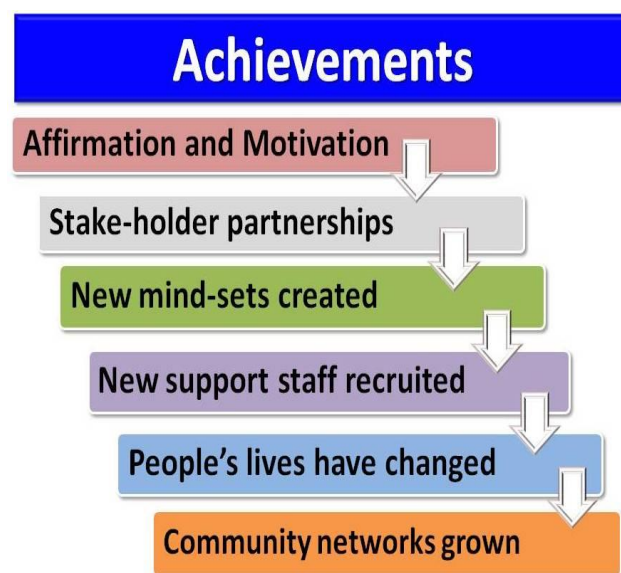 Achievements
Affirmation and Motivation
Stake-holder partnerships
New mind-sets created
New support staff recruited
People’s lives have changed
Community networks grown